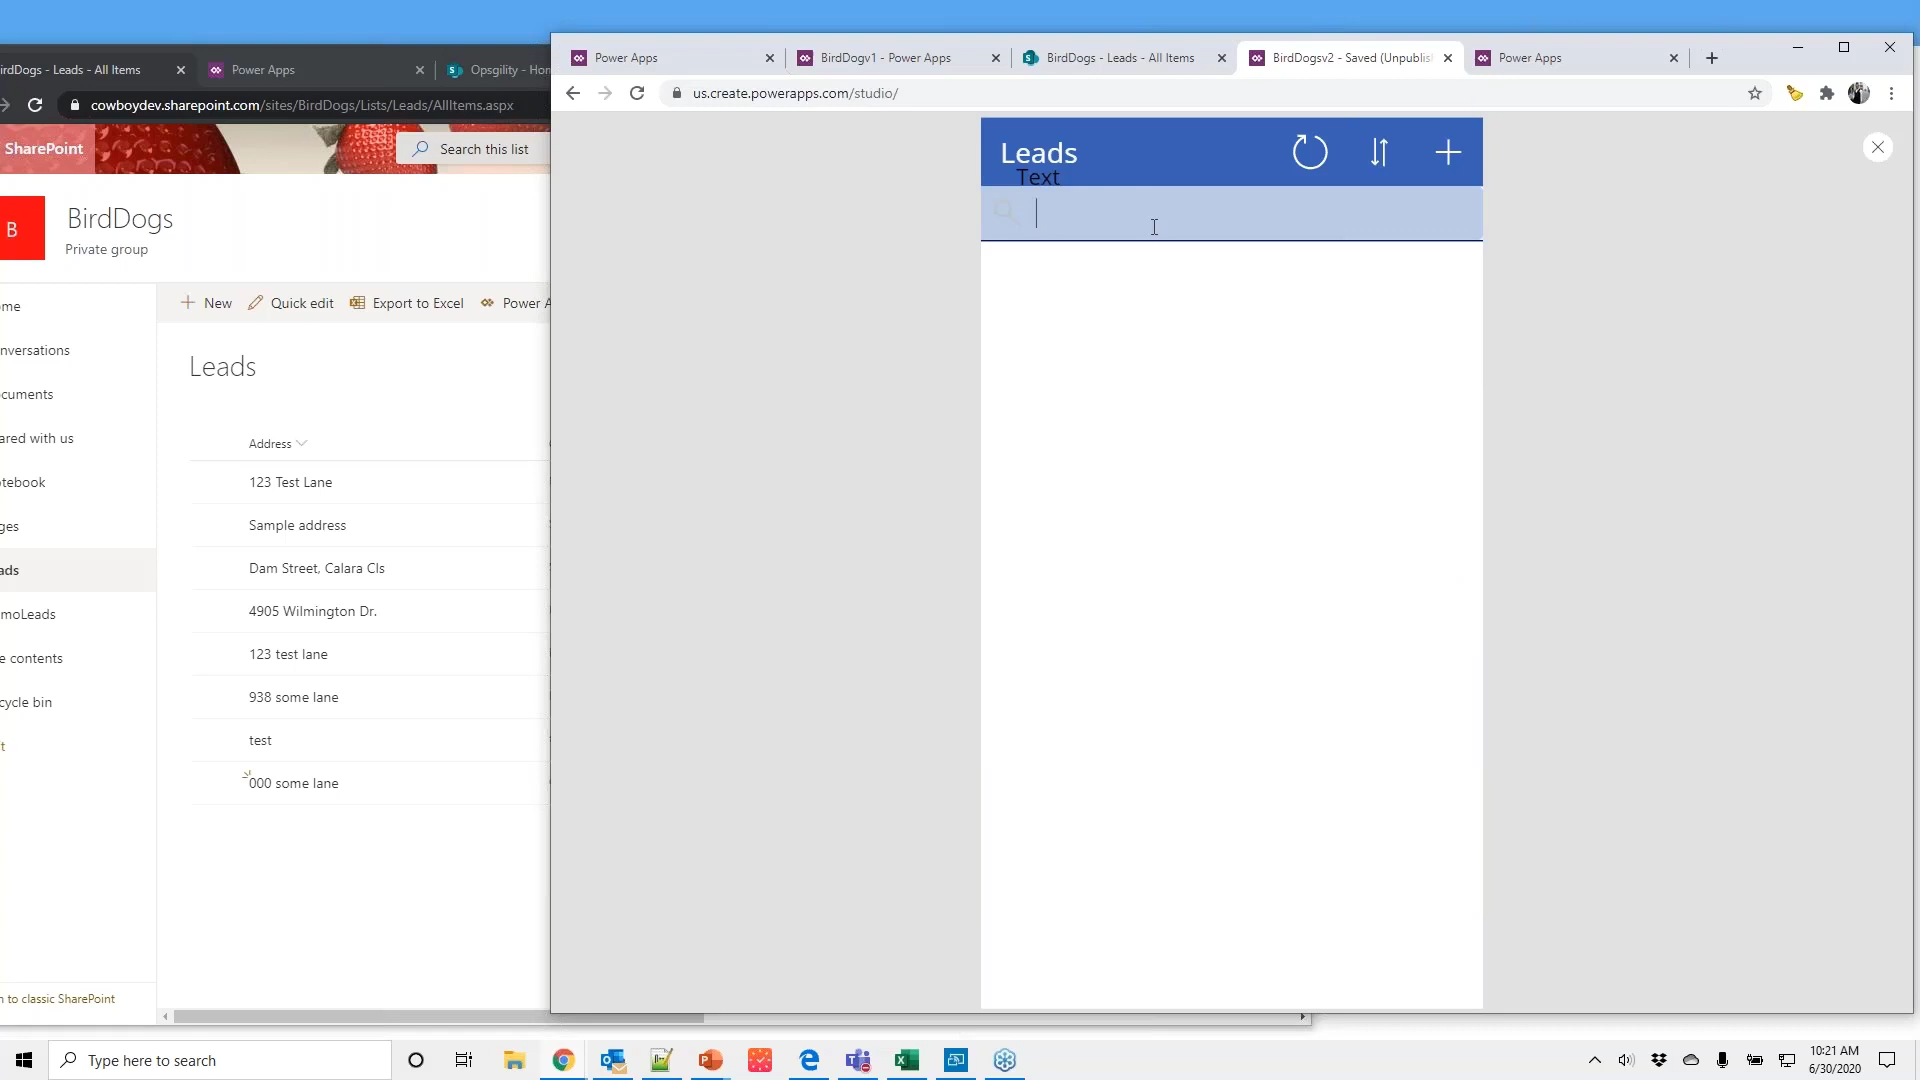 irdDogs - Leads - All Items
Power Apps
Opsgility - Hon
cowboydev.sharepoint.com/sites/BirdDogs/Lists/Leads/AllItems.aspx
SharePoint
Search this list
B
BirdDogs
Private group
New
Quick edit
Export to Excel
Power A
me
nversations
cuments
ared with us
tebook
ges
ads
moLeads
e contents
cycle bin
t
n to classic SharePoint
Leads
Address
123 Test Lane
Sample address
Dam Street, Calara Cls
4905 Wilmington Dr.
123 test lane
938 some lane
test
000 some lane
Power Apps
BirdDogv1 - Power Apps
BirdDogs - Leads - All Items
BirdDogsv2 - Saved (Unpublis
Power Apps
us.create.powerapps.com/studio/
Leads
Text
Type here to search
10:21 AM
6/30/2020